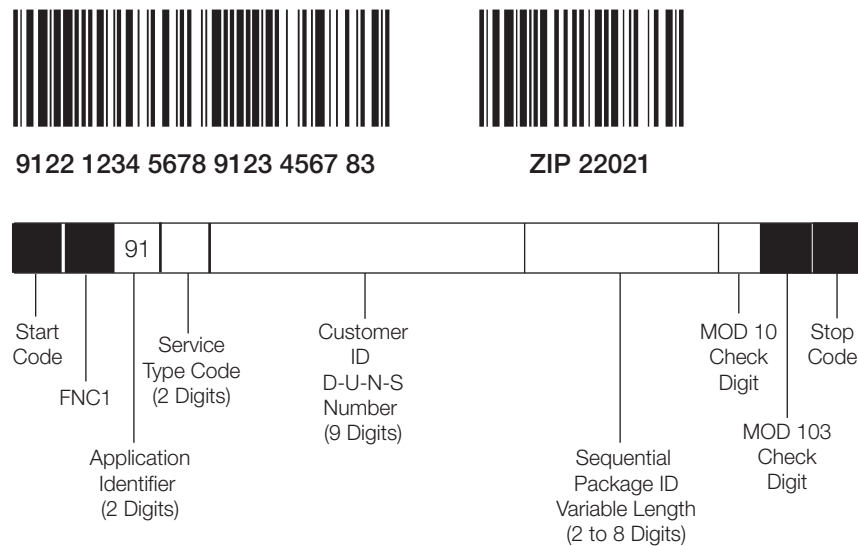 9122 1234 5678 9123 4567 83
ZIP 22021
91
Start
Code
FNC1
Application
Identifier
(2 Digits)
Service
Type Code
(2 Digits)
Customer
ID
D-U-N-S
Number
(9 Digits)
Sequential
Package ID
Variable Length
(2 to 8 Digits)
MOD 10
Check
Digit
MOD 103
Check
Digit
Stop
Code